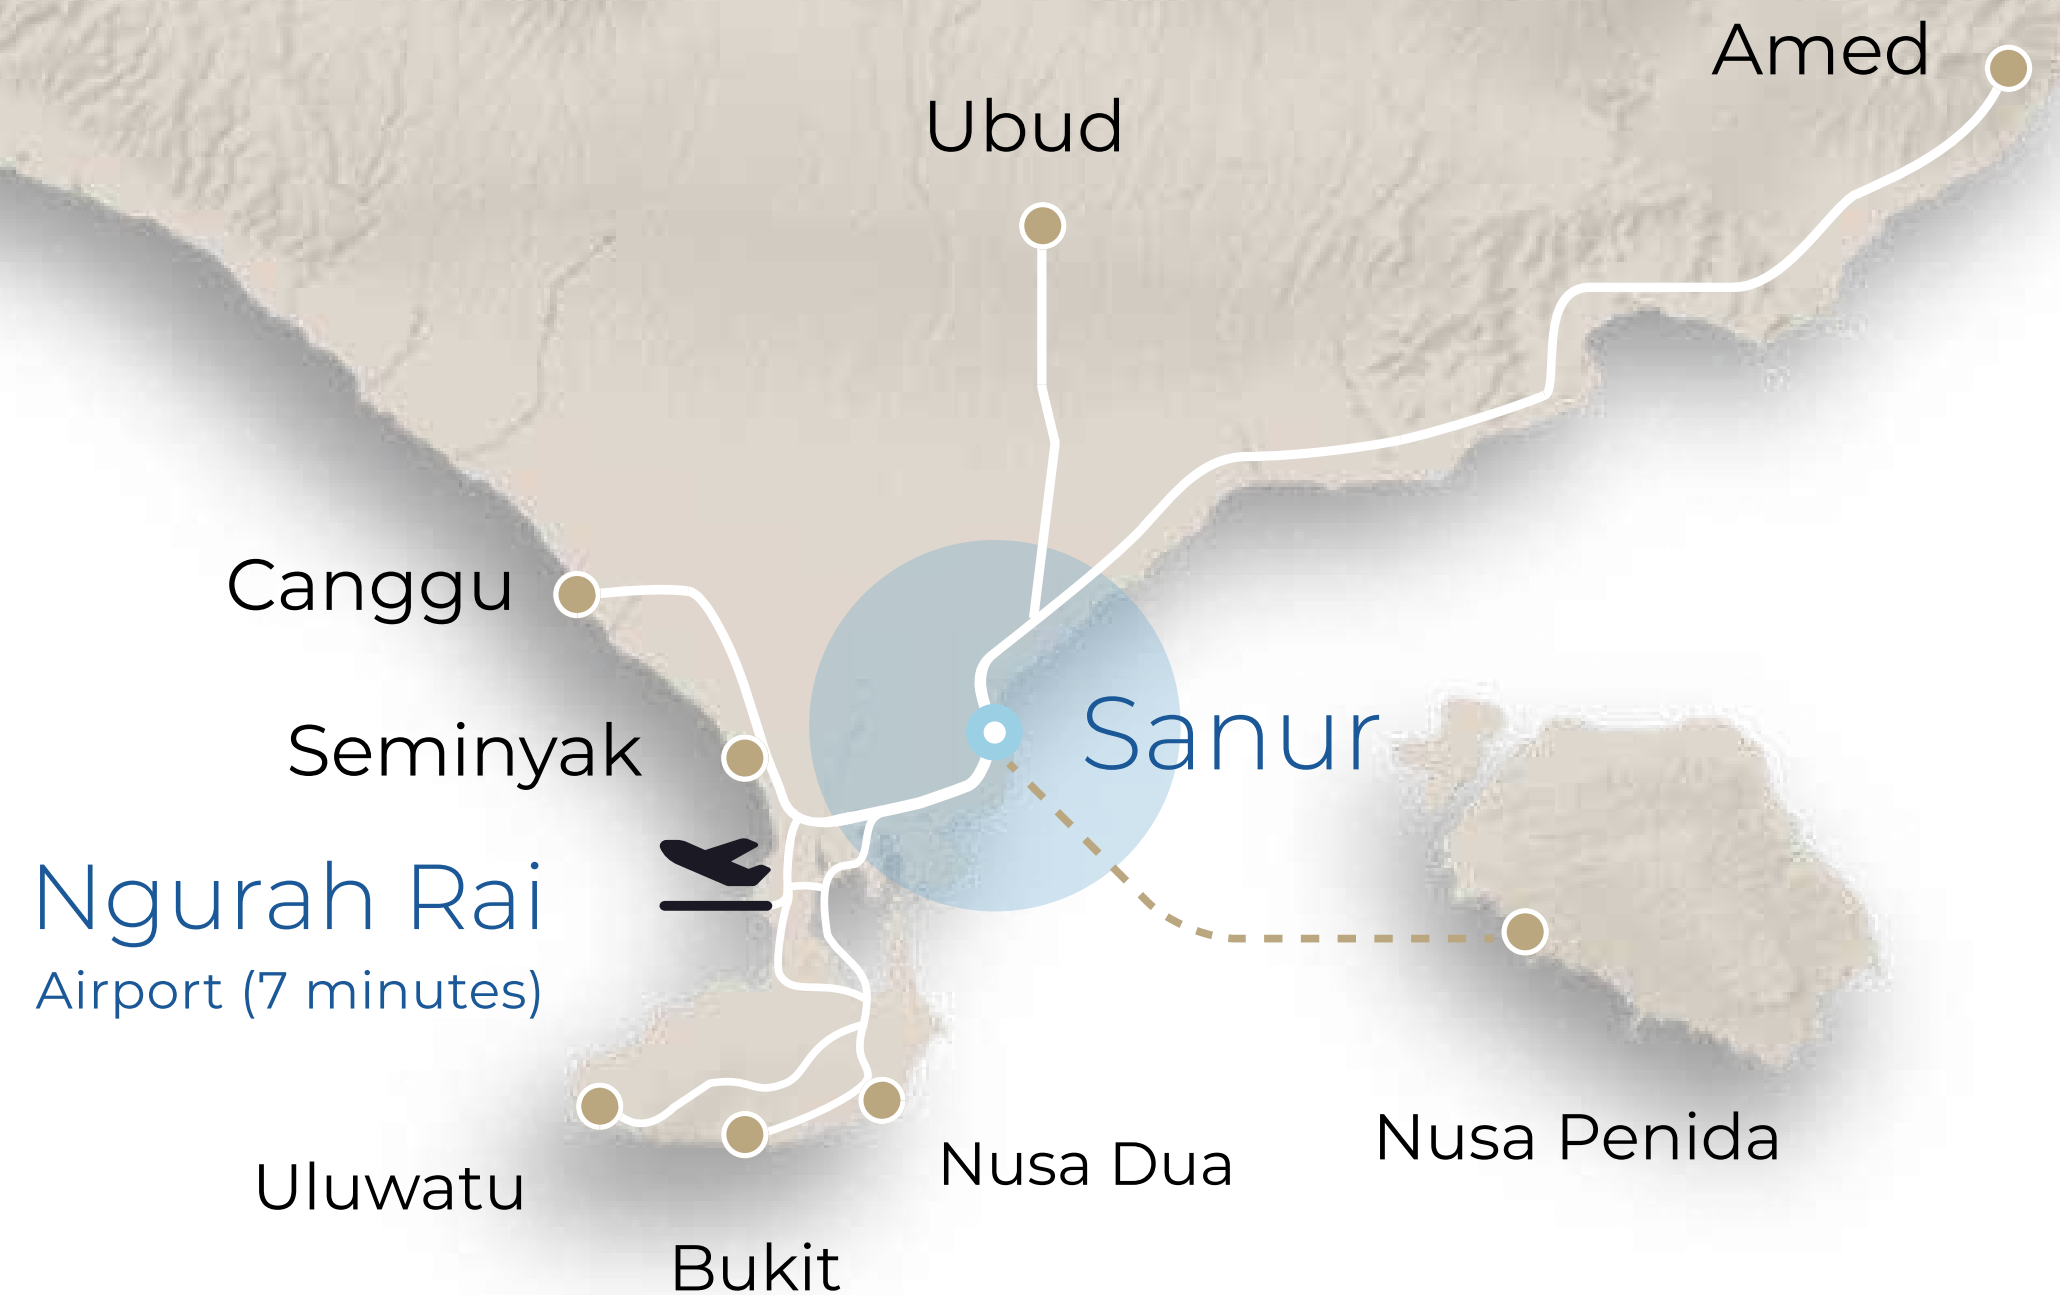 Amed
Ubud
Canggu
Sanur
Seminyak
Ngurah Rai
Airport (7 minutes)
Nusa Penida
Nusa Dua
Uluwatu
Bukit